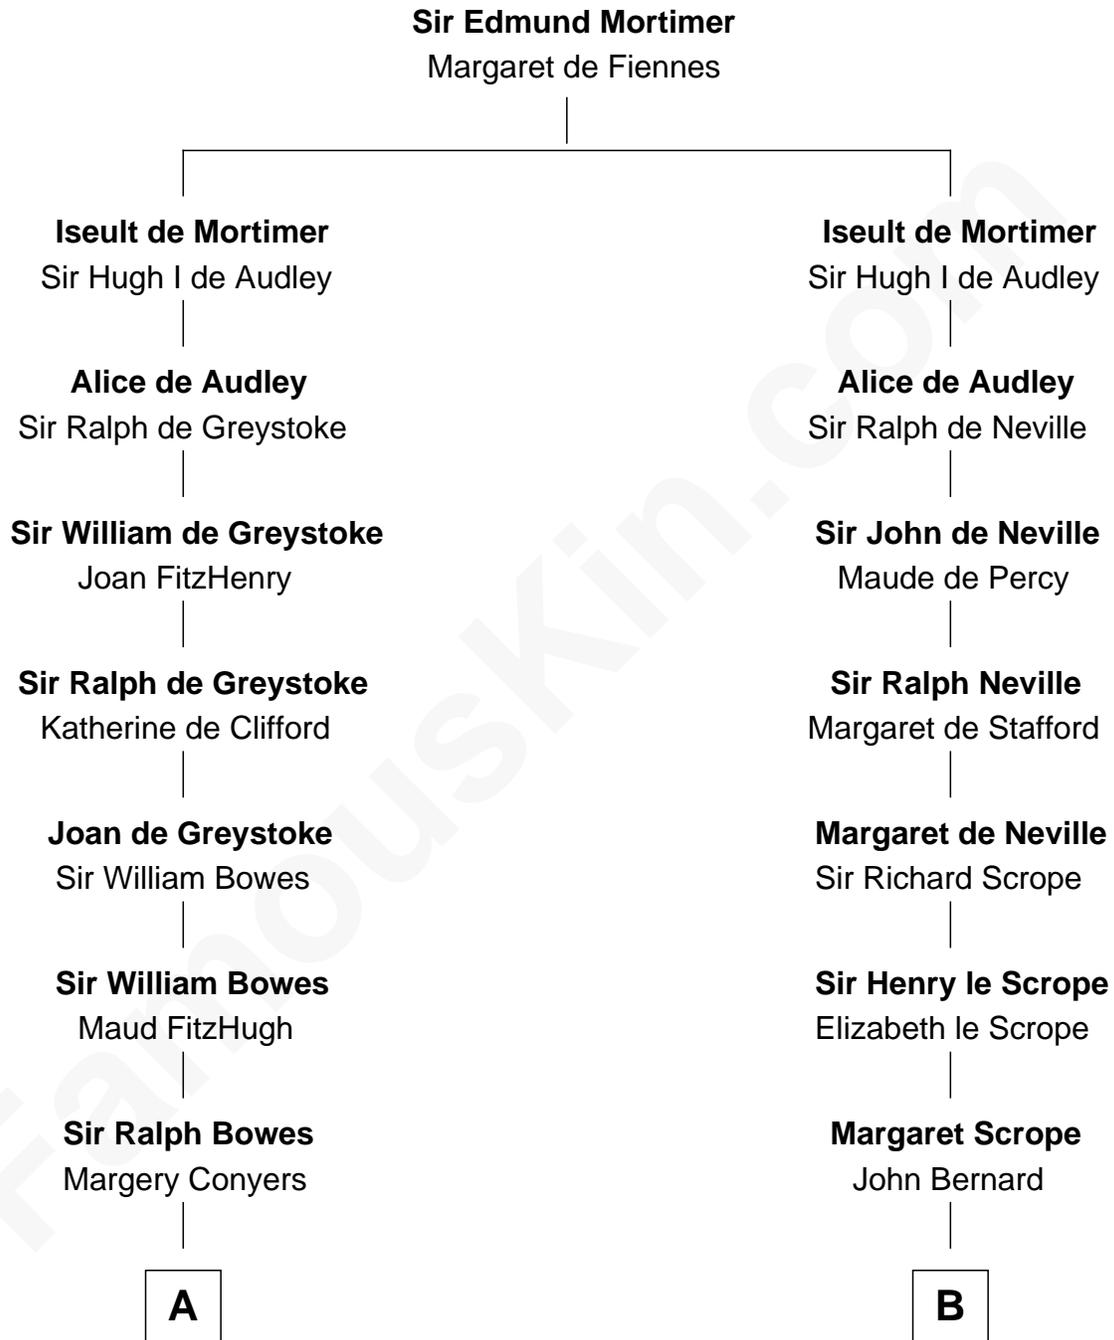 Sir Edmund Mortimer
Margaret de Fiennes
Iseult de Mortimer
Sir Hugh I de Audley
Alice de Audley
Sir Ralph de Greystoke
Sir William de Greystoke
Joan FitzHenry
Sir Ralph de Greystoke
Katherine de Clifford
Joan de Greystoke
Sir William Bowes
Sir William Bowes
Maud FitzHugh
Sir Ralph Bowes
Margery Conyers
A
Iseult de Mortimer
Sir Hugh I de Audley
Alice de Audley
Sir Ralph de Neville
Sir John de Neville
Maude de Percy
Sir Ralph Neville
Margaret de Stafford
Margaret de Neville
Sir Richard Scrope
Sir Henry le Scrope
Elizabeth le Scrope
Margaret Scrope
John Bernard
B
FamousKin.com